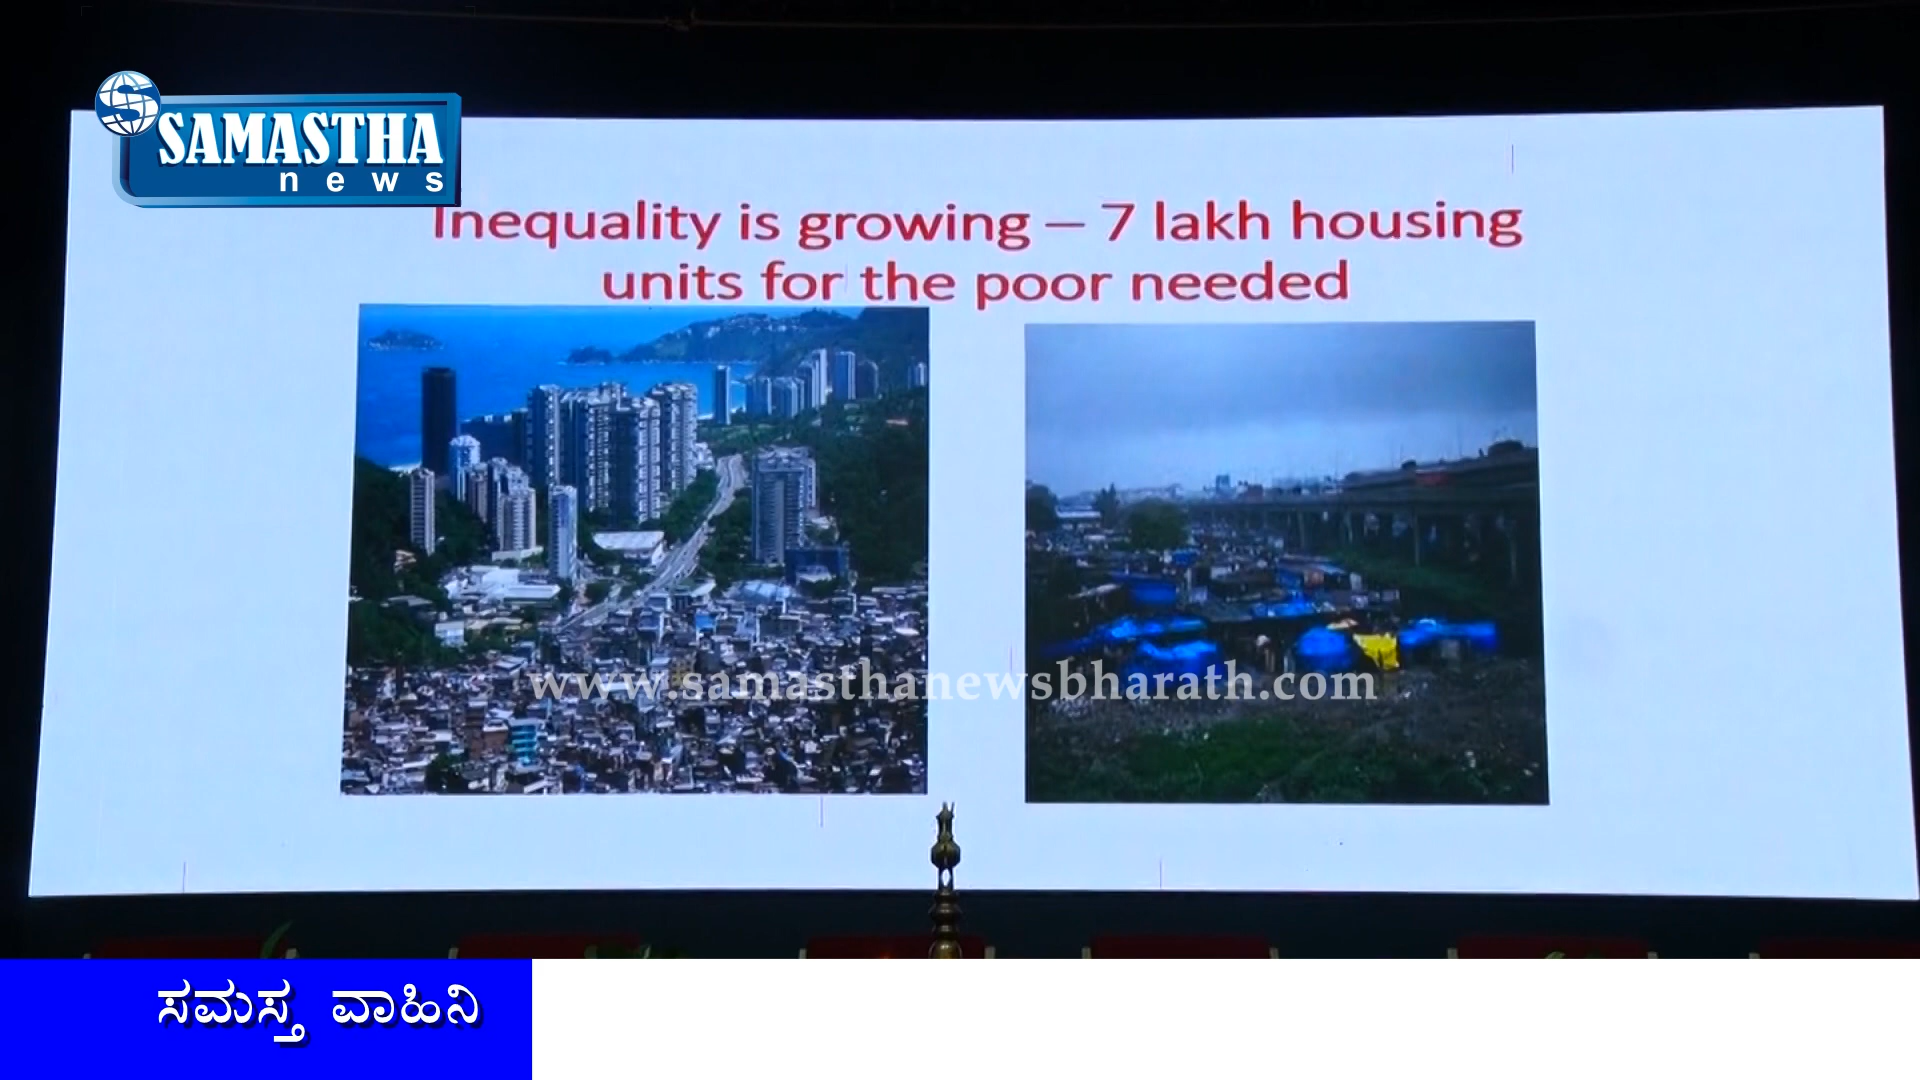 SAMASTHA
news
Inequality is growing – 7 lakh housing
units for the poor needed
www.samasthanewsbharath.com
ಸಮಸ್ತ ವಾಹಿನಿ